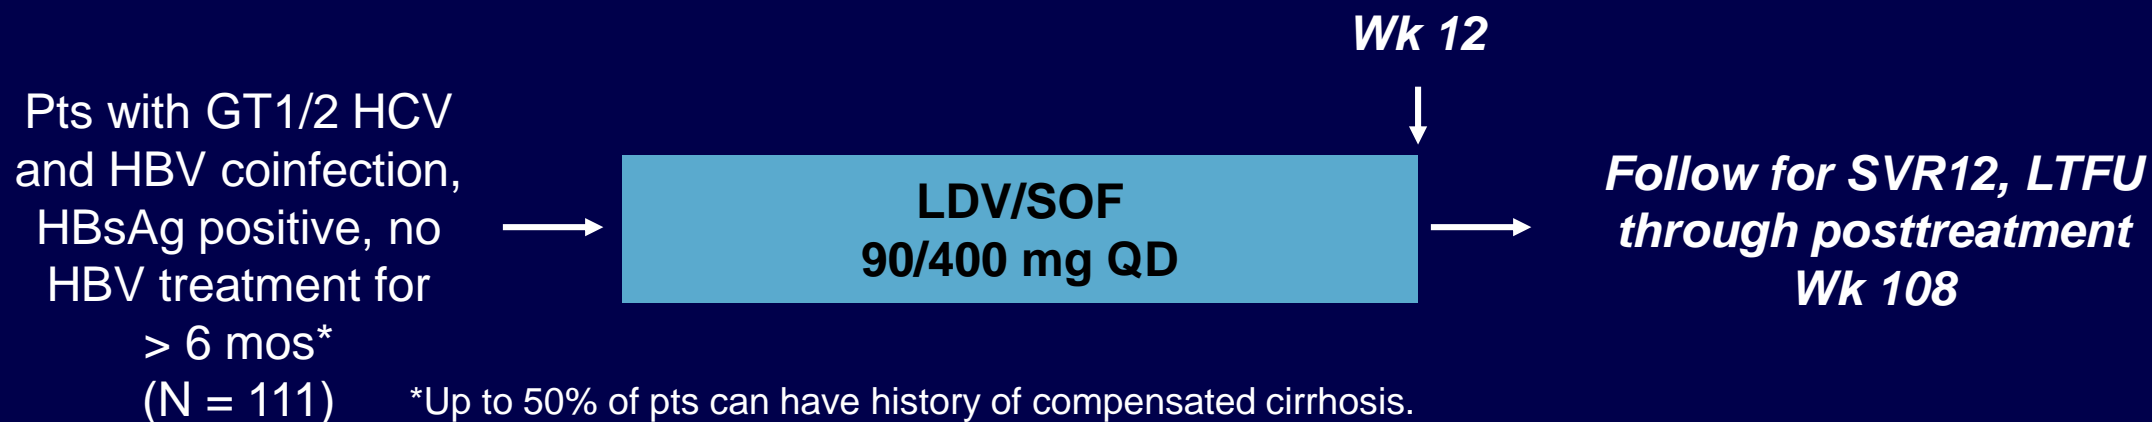 Wk 12
Pts with GT1/2 HCV
and HBV coinfection,
HBsAg positive, no
HBV treatment for
> 6 mos*
(N = 111)
LDV/SOF
90/400 mg QD
Follow for SVR12, LTFU
through posttreatment
Wk 108
*Up to 50% of pts can have history of compensated cirrhosis.